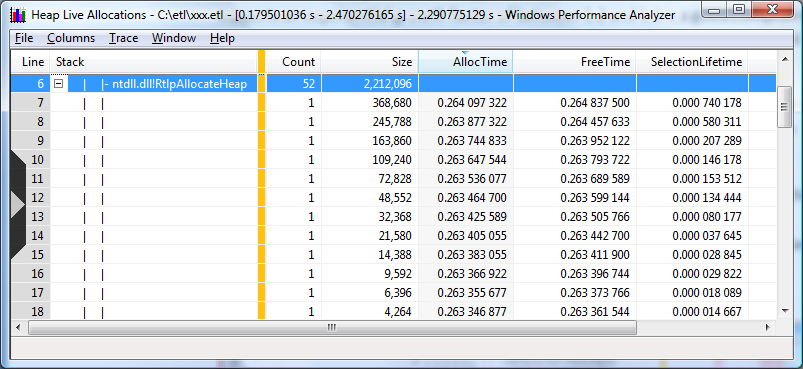 Heap Live Allocations - C:\etl\xxx.etl - [0.179501036 s - 2.470276165 s] - 2.290775129 s - Windows Performance Analyzer
File Columns Trace Window Help
Line Stack Count Size AllocTime FreeTime SelectionLifetime
6 | |- ntdll.dll!RtlpAllocateHeap 52 2,212,096
7 | | 1 368,680 0.264 097 322 0.264 837 500 0.000 740 178
8 | | 1 245,788 0.263 877 322 0.264 457 633 0.000 580 311
9 | | 1 163,860 0.263 744 833 0.263 952 122 0.000 207 289
10 | | 1 109,240 0.263 647 544 0.263 793 722 0.000 146 178
11 | | 1 72,828 0.263 536 077 0.263 689 589 0.000 153 512
12 | | 1 48,552 0.263 464 700 0.263 599 144 0.000 134 444
13 | | 1 32,368 0.263 425 589 0.263 505 766 0.000 080 177
14 | | 1 21,580 0.263 405 055 0.263 442 700 0.000 037 645
15 | | 1 14,388 0.263 383 055 0.263 411 900 0.000 028 845
16 | | 1 9,592 0.263 366 922 0.263 396 744 0.000 029 822
17 | | 1 6,396 0.263 355 677 0.263 373 766 0.000 018 089
18 | | 1 4,264 0.263 346 877 0.263 361 544 0.000 014 667